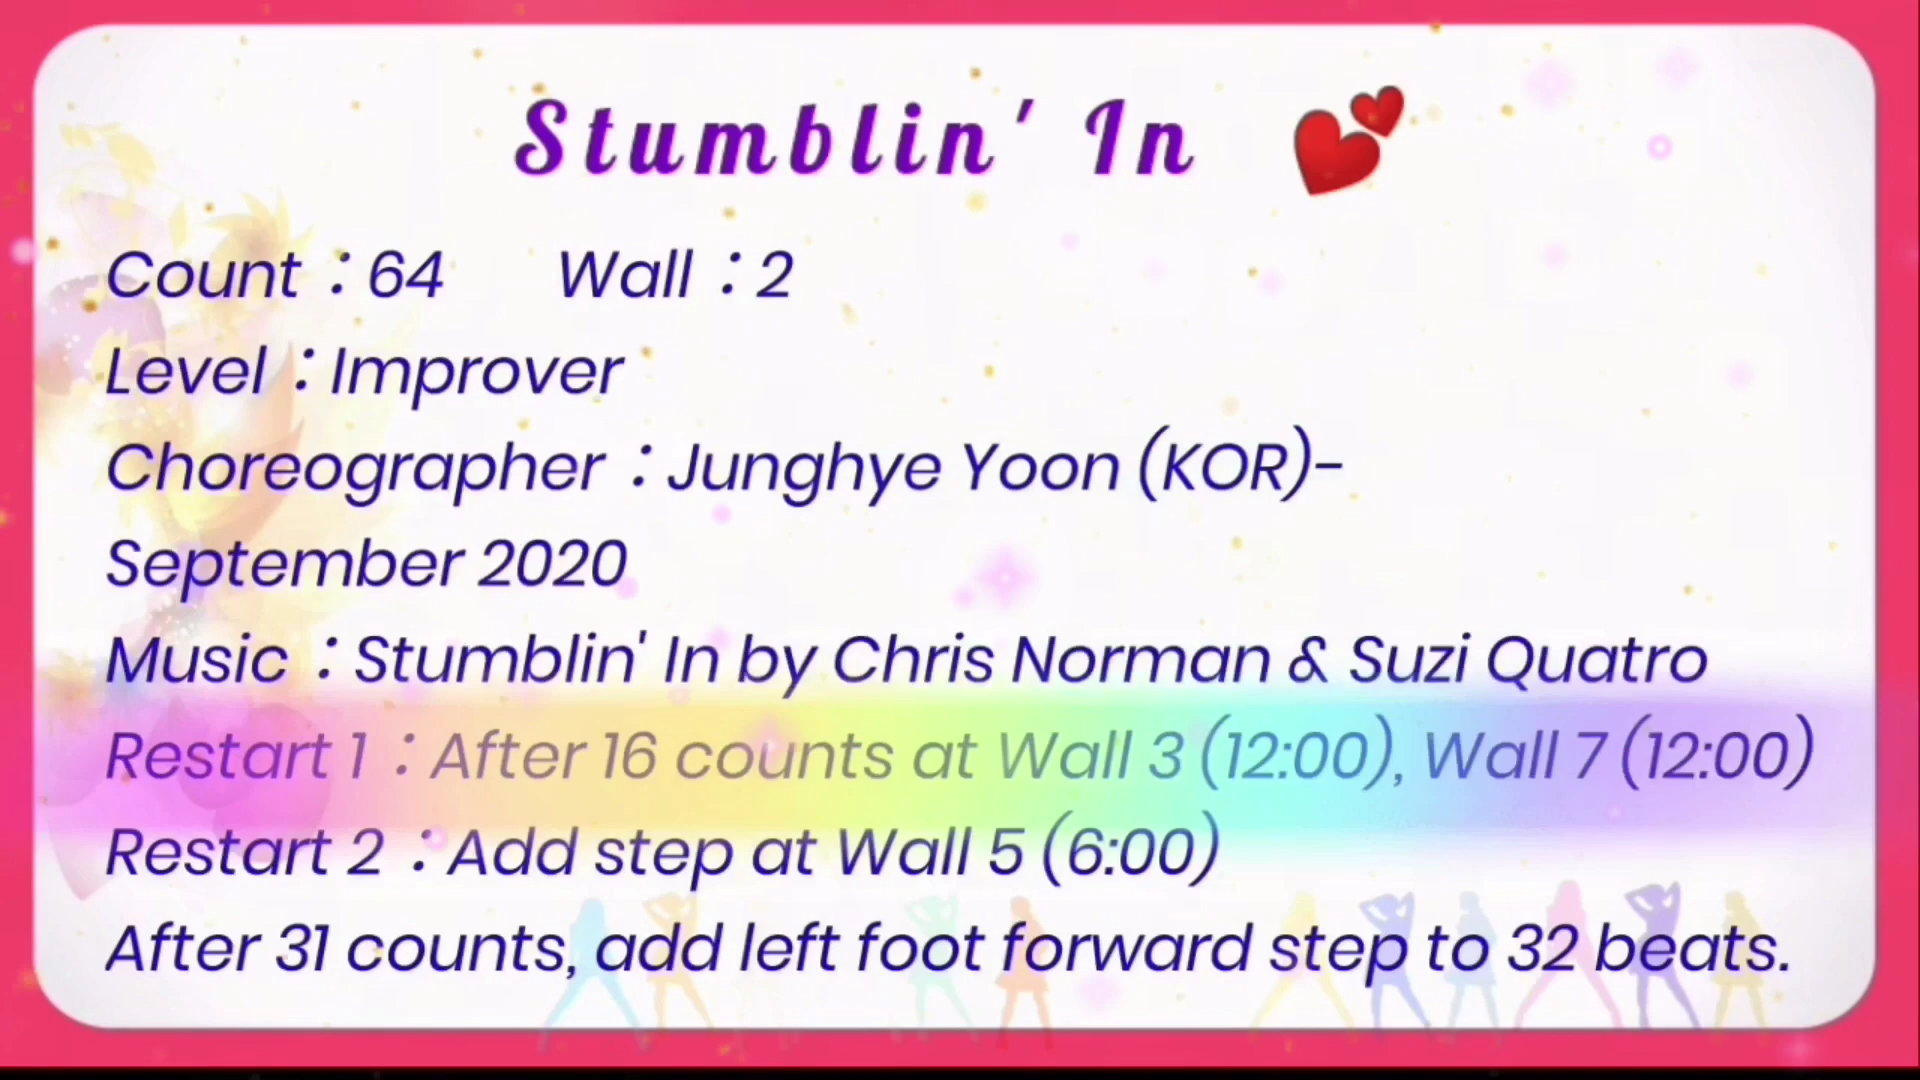 Stumblin' In
Count : 64 Wall : 2
Level : Improver
Choreographer : Junghye Yoon (KOR)-
September 2020
Music : Stumblin' In by Chris Norman & Suzi Quatro
Restart 1 : After 16 counts at Wall 3 (12:00), Wall 7 (12:00)
Restart 2 : Add step at Wall 5 (6:00)
After 31 counts, add left foot forward step to 32 beats.